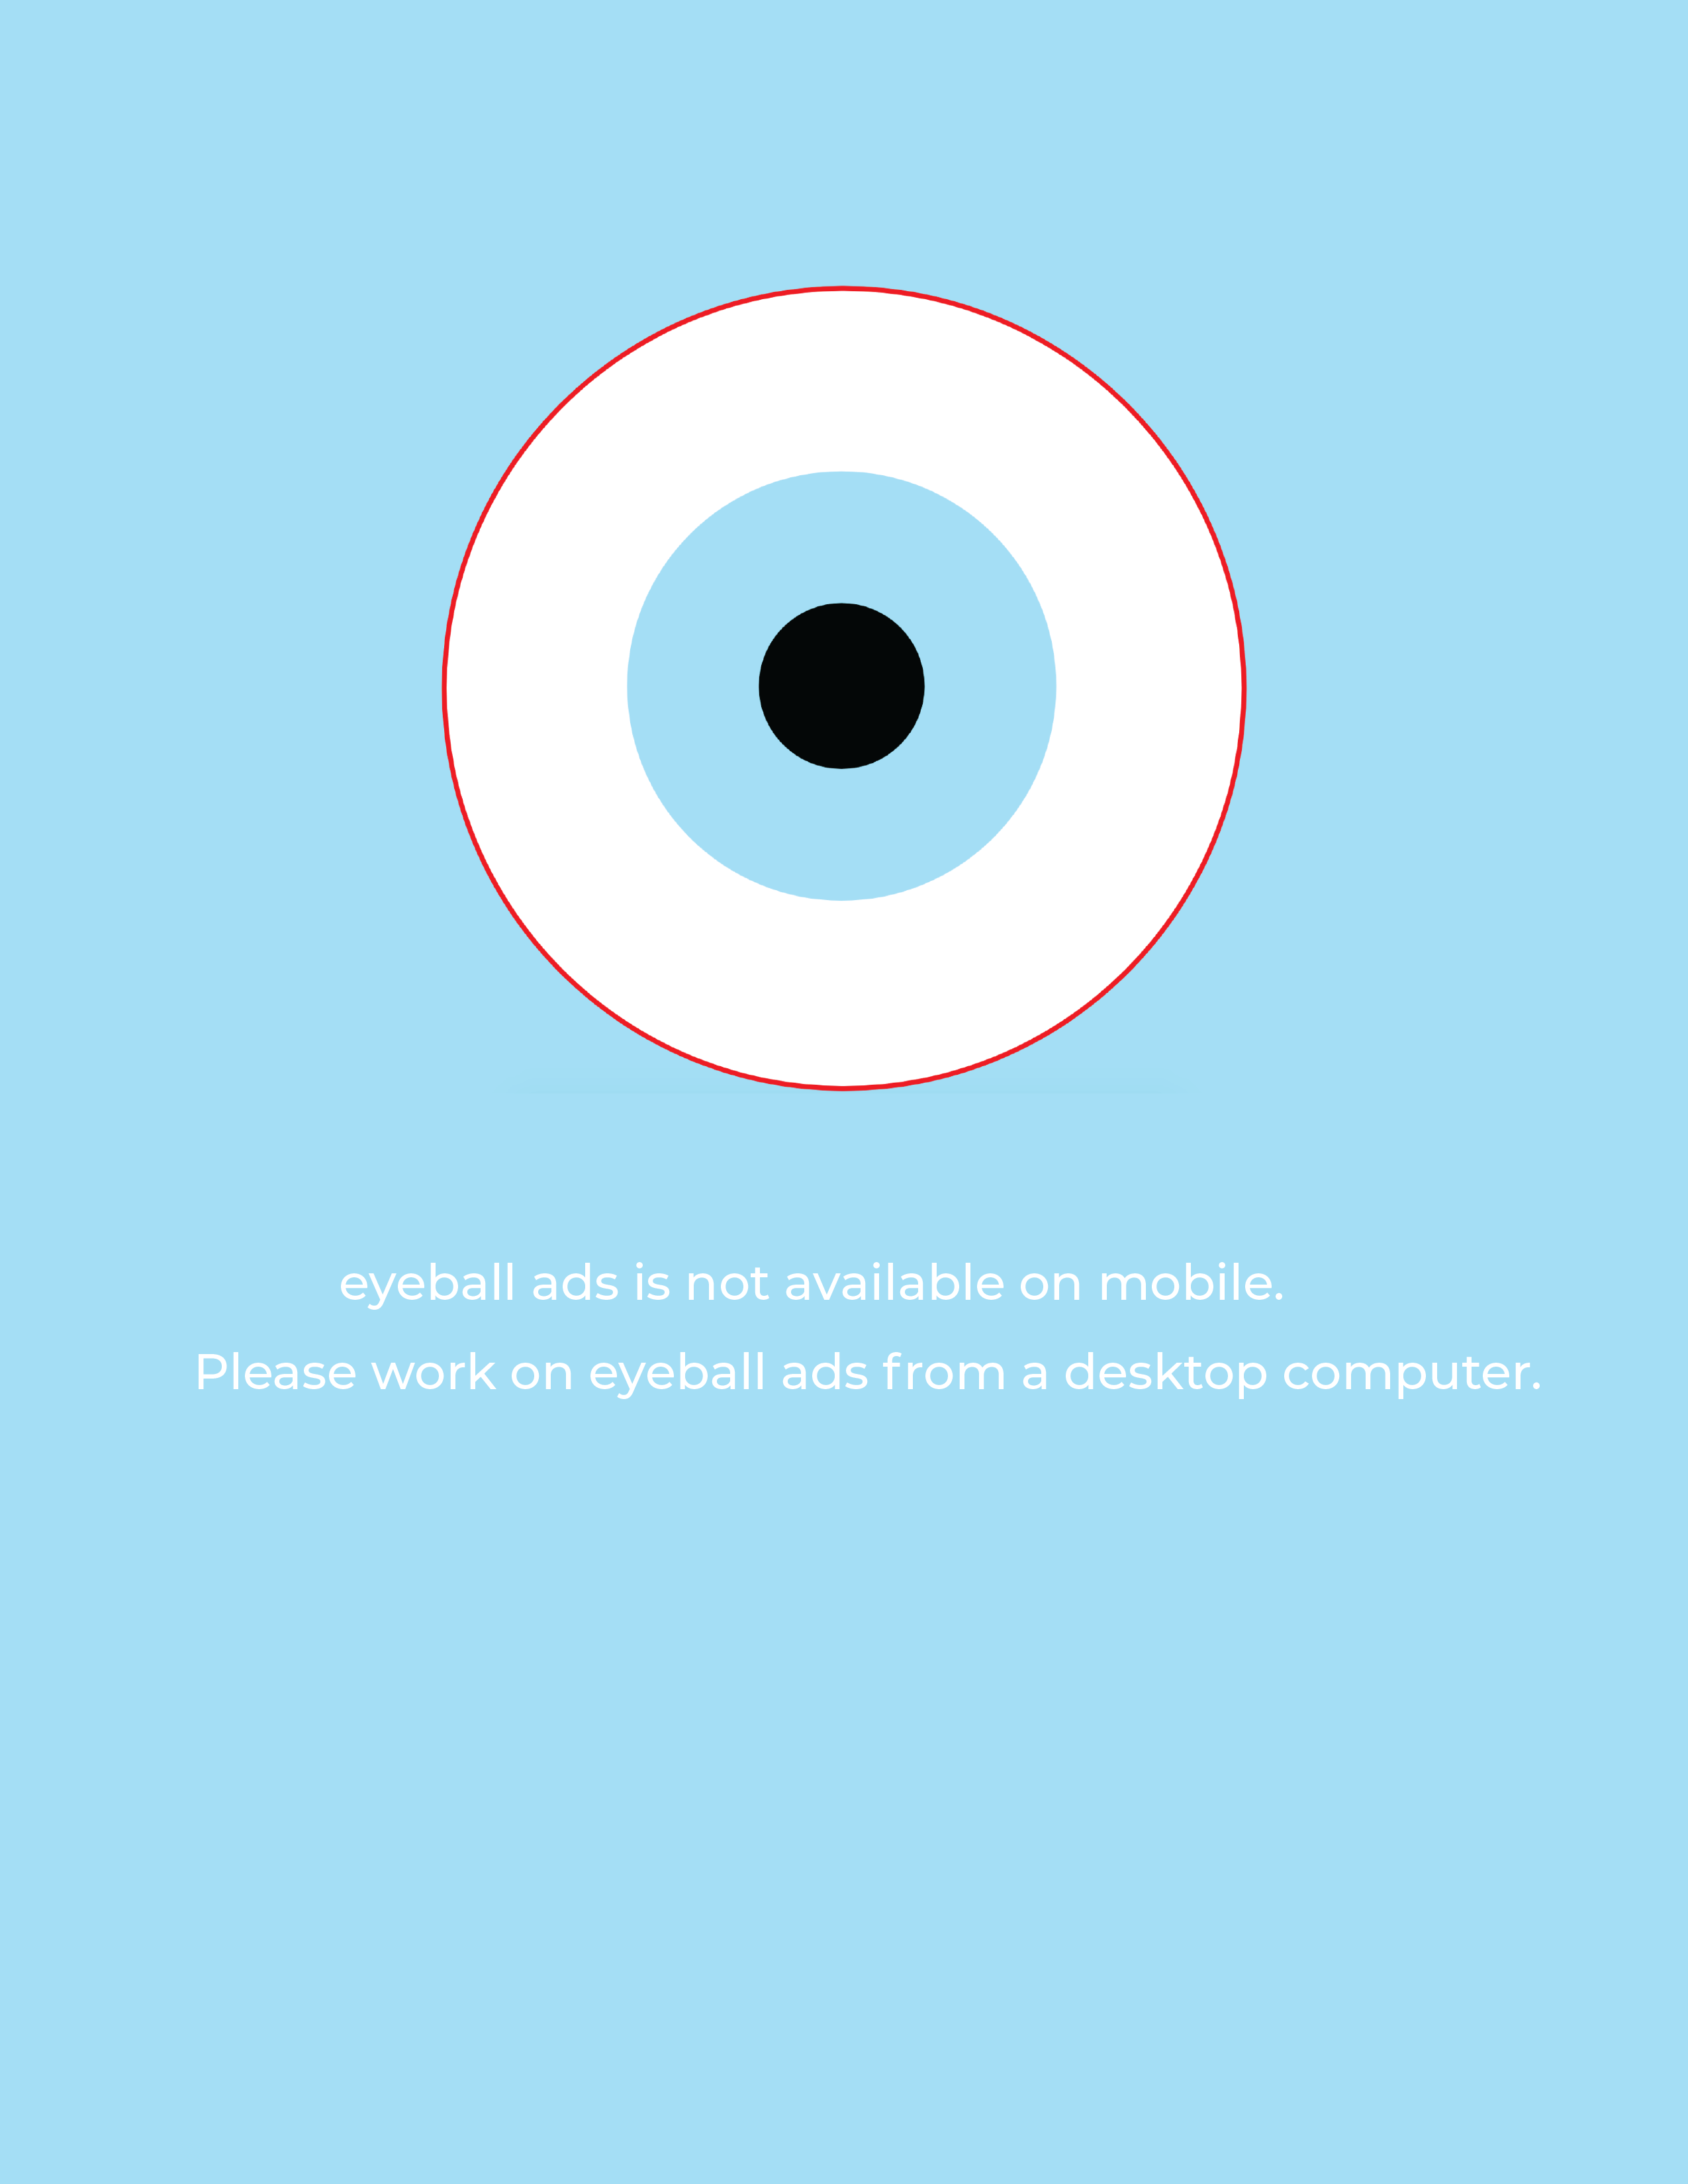 eyeball ads is not available on mobile.
Please work on eyeball ads from a desktop computer.